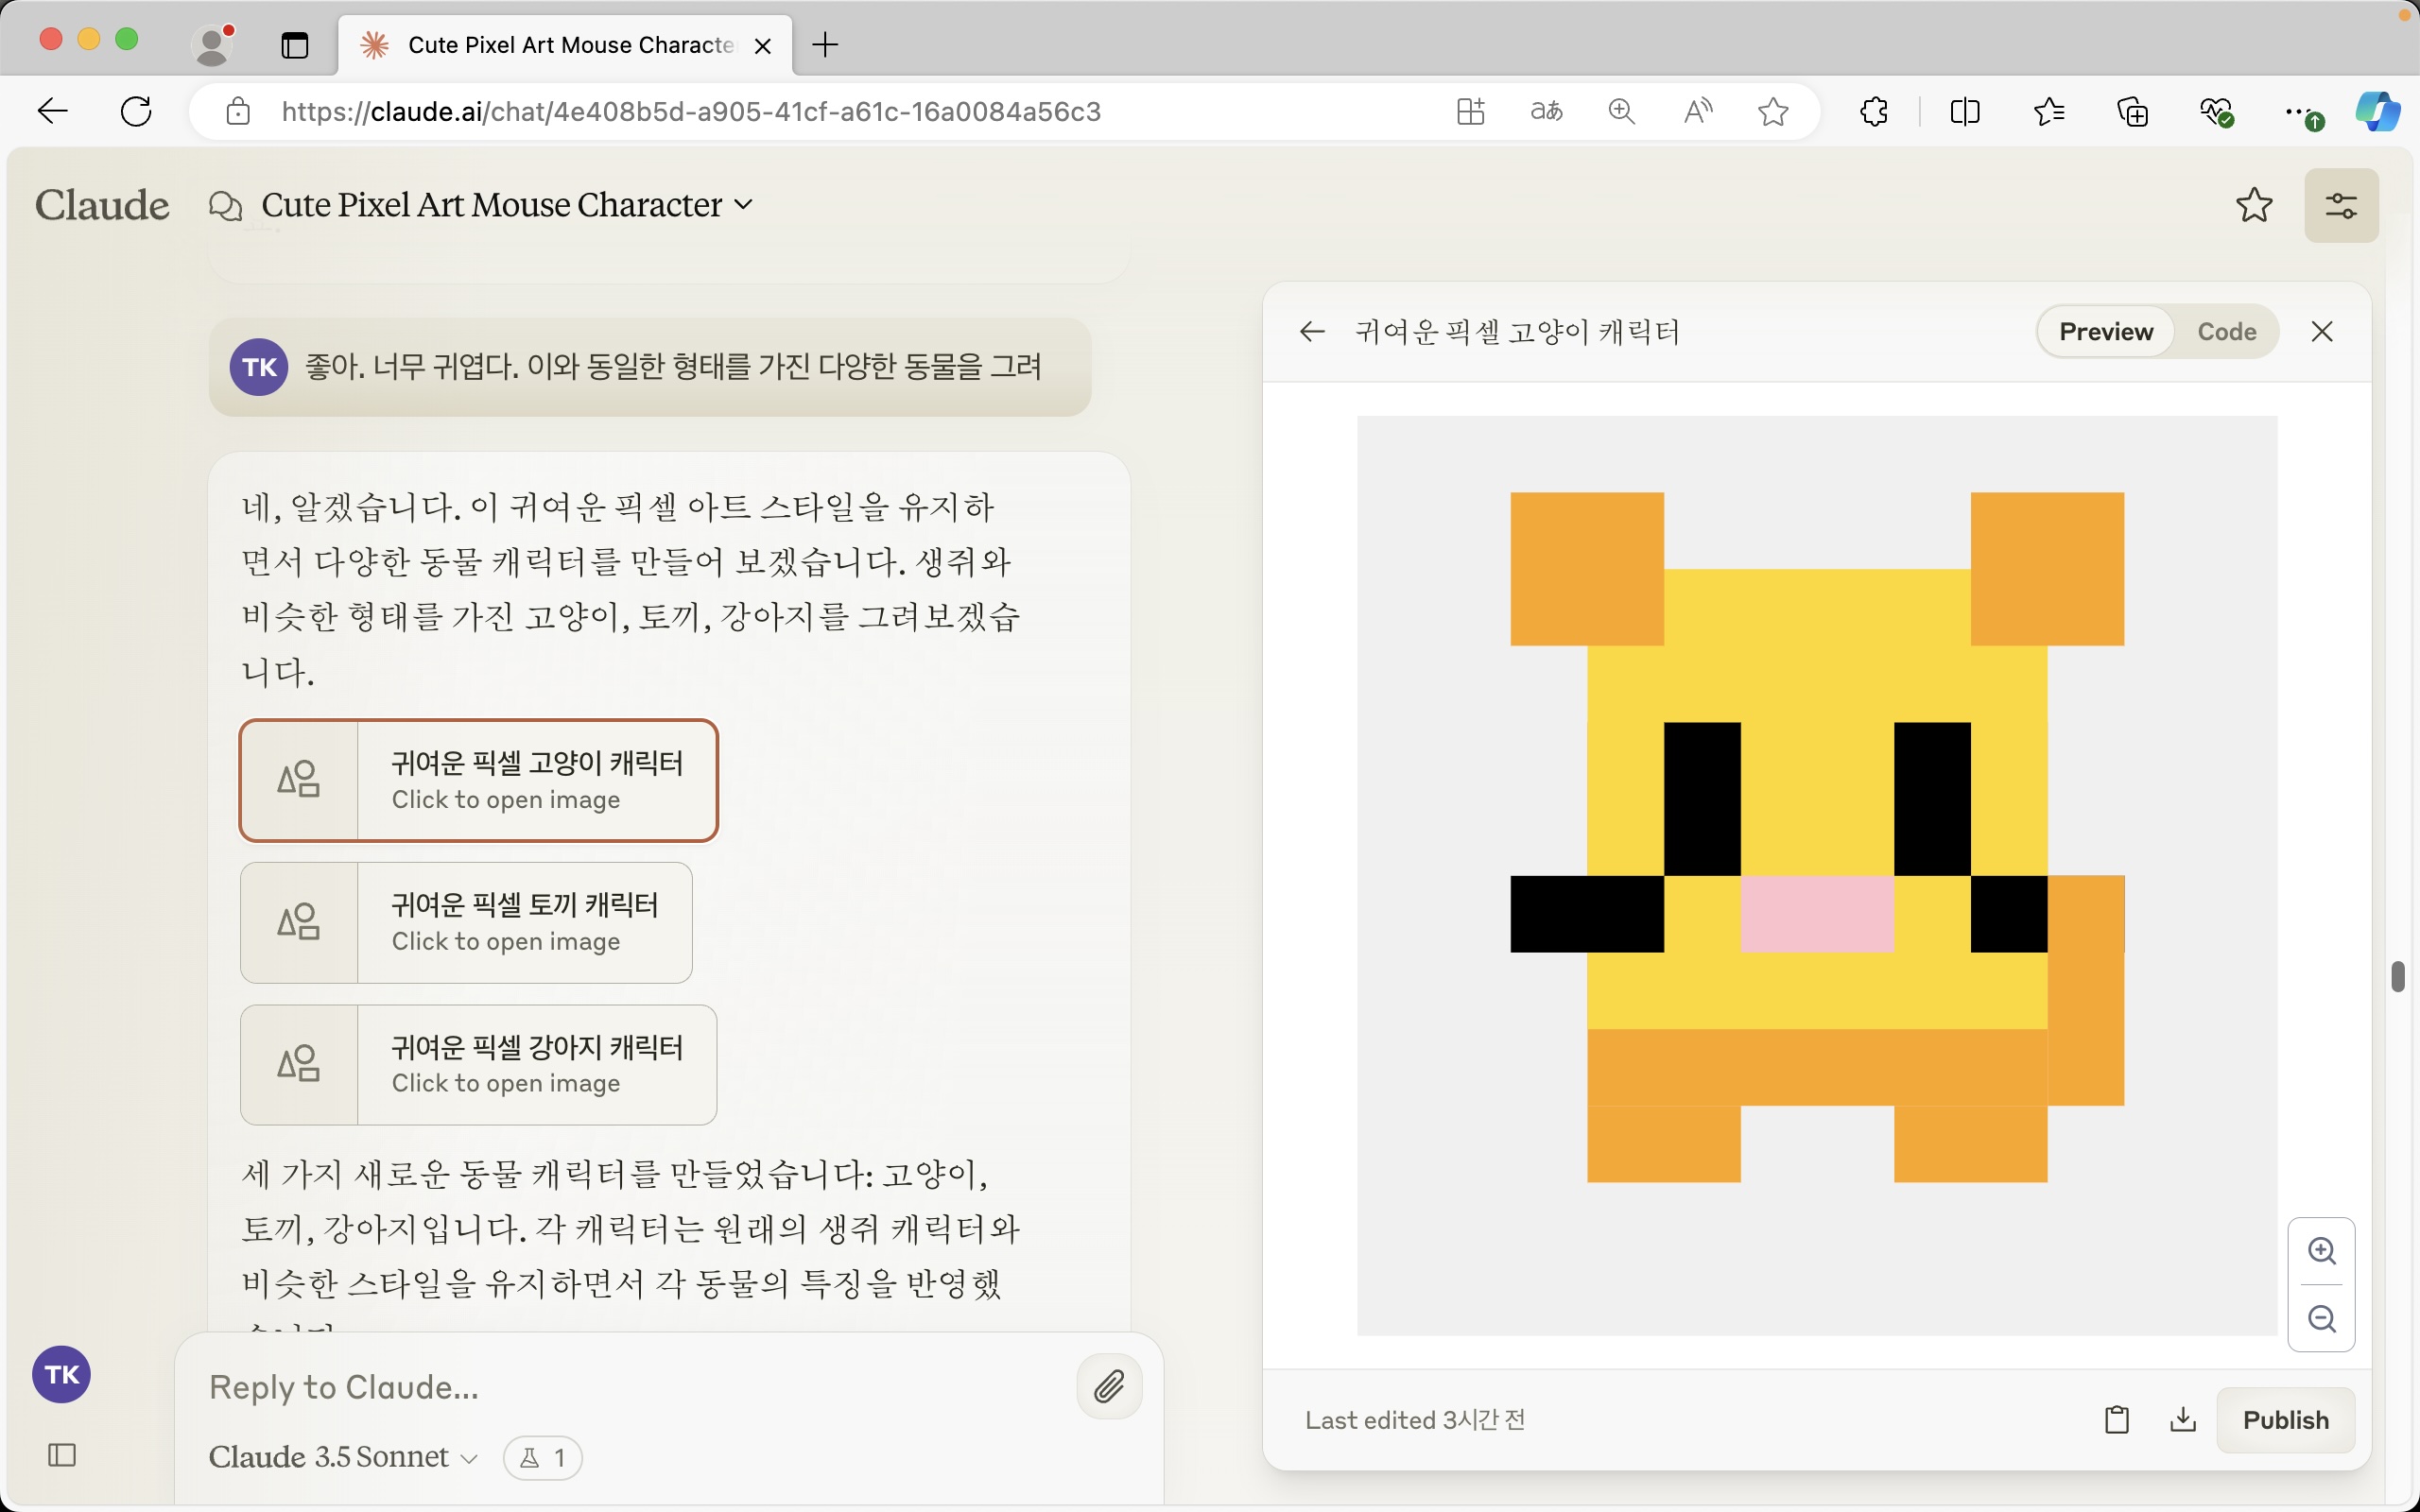 Cute Pixel Art Mouse Characte
https://claude.ai/chat/4e408b5d-a905-41cf-a61c-16a0084a56c3
aあ
Claude
Cute Pixel Art Mouse Character
TK
좋아. 너무 귀엽다. 이와 동일한 형태를 가진 다양한 동물을 그려
네, 알겠습니다. 이 귀여운 픽셀 아트 스타일을 유지하
면서 다양한 동물 캐릭터를 만들어 보겠습니다. 생쥐와
비슷한 형태를 가진 고양이, 토끼, 강아지를 그려보겠습
니다.
귀여운 픽셀 고양이 캐릭터
Click to open image
귀여운 픽셀 토끼 캐릭터
Click to open image
귀여운 픽셀 강아지 캐릭터
Click to open image
세 가지 새로운 동물 캐릭터를 만들었습니다: 고양이,
토끼, 강아지입니다. 각 캐릭터는 원래의 생쥐 캐릭터와
비슷한 스타일을 유지하면서 각 동물의 특징을 반영했
TK
Reply to Claude...
Claude 3.5 Sonnet
1
귀여운 픽셀 고양이 캐릭터
Preview
Code
Last edited 3시간 전
Publish